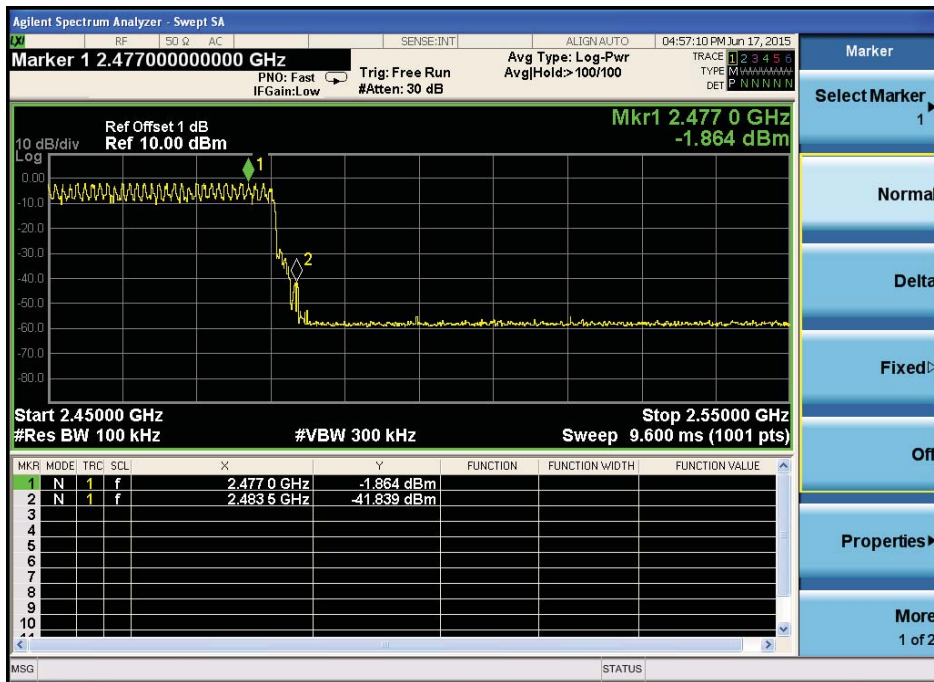 Agilent Spectrum Analyzer - Swept SA
LXI RF 50 Ω AC SENSE:INT ALIGN AUTO 04:57:10 PM Jun 17, 2015
Marker 1 2.477000000000 GHz
PNO: Fast
IFGain:Low
Trig: Free Run
#Atten: 30 dB
Avg Type: Log-Pwr
Avg|Hold:>100/100
TRACE 1 2 3 4 5 6
TYPE M WWWWW
DET P N N N N N
Ref Offset 1 dB
10 dB/div Ref 10.00 dBm
Log
Mkr1 2.477 0 GHz
-1.864 dBm
0.00
-10.0
-20.0
-30.0
-40.0
-50.0
-60.0
-70.0
-80.0
1
2
Start 2.45000 GHz Stop 2.55000 GHz
#Res BW 100 kHz #VBW 300 kHz Sweep 9.600 ms (1001 pts)
MKR MODE TRC SCL X Y FUNCTION FUNCTION WIDTH FUNCTION VALUE
1 N 1 f 2.477 0 GHz -1.864 dBm
2 N 1 f 2.483 5 GHz -41.839 dBm
3
4
5
6
7
8
9
10
11
MSG STATUS
Marker
Select Marker
1
Normal
Delta
Fixed
Off
Properties
More
1 of 2